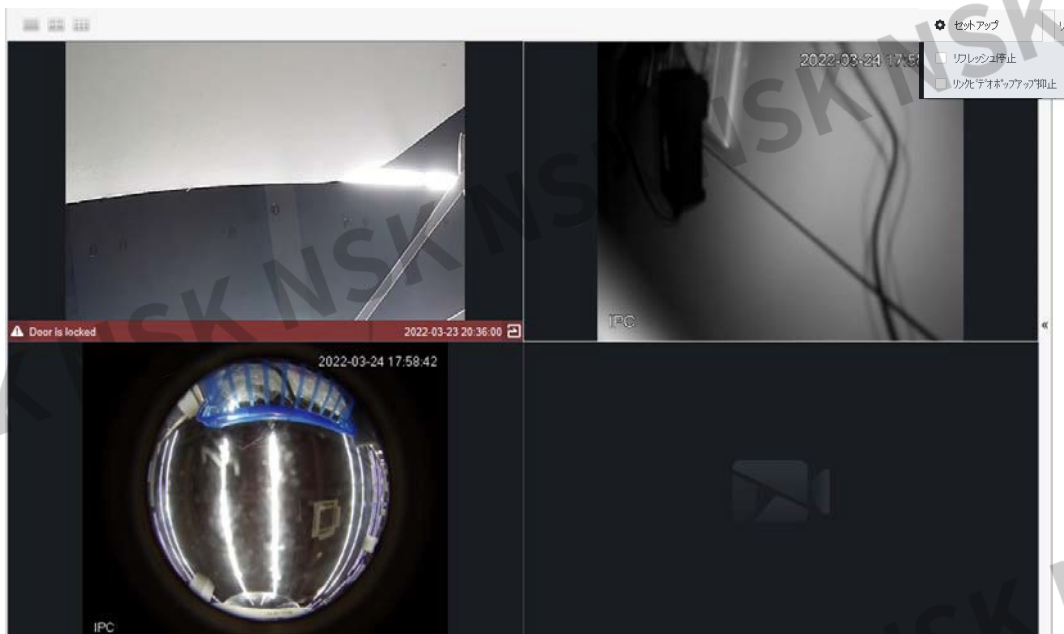 セットアップ
2022-03-24 17:58
リフレッシュ停止
リンクビデオポップアップ抑止
IPC
Door is locked 2022-03-23 20:36:00
«
2022-03-24 17:58:42
IPC
NSK NSK NSK NSK